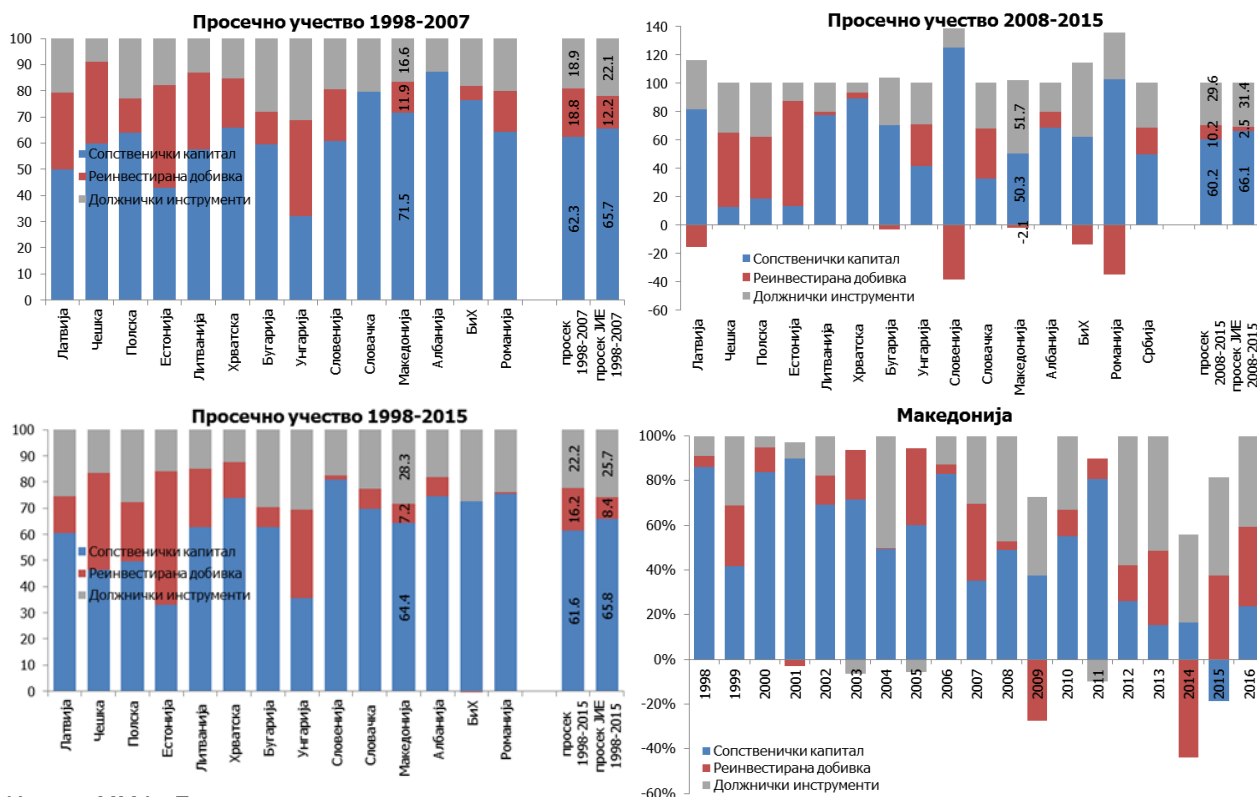 Просечно учество 1998-2007
100
90
80
70
60
50
40
30
20
10
0
Сопственички капитал
Реинвестирана добивка
Должнички инструменти
16.6
11.9
71.5
18.9
18.8
62.3
22.1
12.2
65.7
Латвија
Чешка
Полска
Естонија
Литванија
Хрватска
Бугарија
Унгарија
Словенија
Словачка
Македонија
Албанија
БиХ
Романија
просек
1998-2007
просек ЈИЕ
1998-2007
Просечно учество 2008-2015
140
120
100
80
60
40
20
0
-20
-40
-60
51.7
50.3
-2.1
29.6
10.2
60.2
31.4
2.5
66.1
Сопственички капитал
Реинвестирана добивка
Должнички инструменти
Латвија
Чешка
Полска
Естонија
Литванија
Хрватска
Бугарија
Унгарија
Словенија
Словачка
Македонија
Албанија
БиХ
Романија
Србија
просек
2008-2015
просек ЈИЕ
2008-2015
Просечно учество 1998-2015
100
90
80
70
60
50
40
30
20
10
0
Сопственички капитал
Реинвестирана добивка
Должнички инструменти
28.3
7.2
64.4
22.2
16.2
61.6
25.7
8.4
65.8
Латвија
Чешка
Полска
Естонија
Литванија
Хрватска
Бугарија
Унгарија
Словенија
Словачка
Македонија
Албанија
БиХ
Романија
просек
1998-2015
просек ЈИЕ
1998-2015
Македонија
100%
80%
60%
40%
20%
0%
-20%
-40%
-60%
1998
1999
2000
2001
2002
2003
2004
2005
2006
2007
2008
2009
2010
2011
2012
2013
2014
2015
2016
Сопственички капитал
Реинвестирана добивка
Должнички инструменти